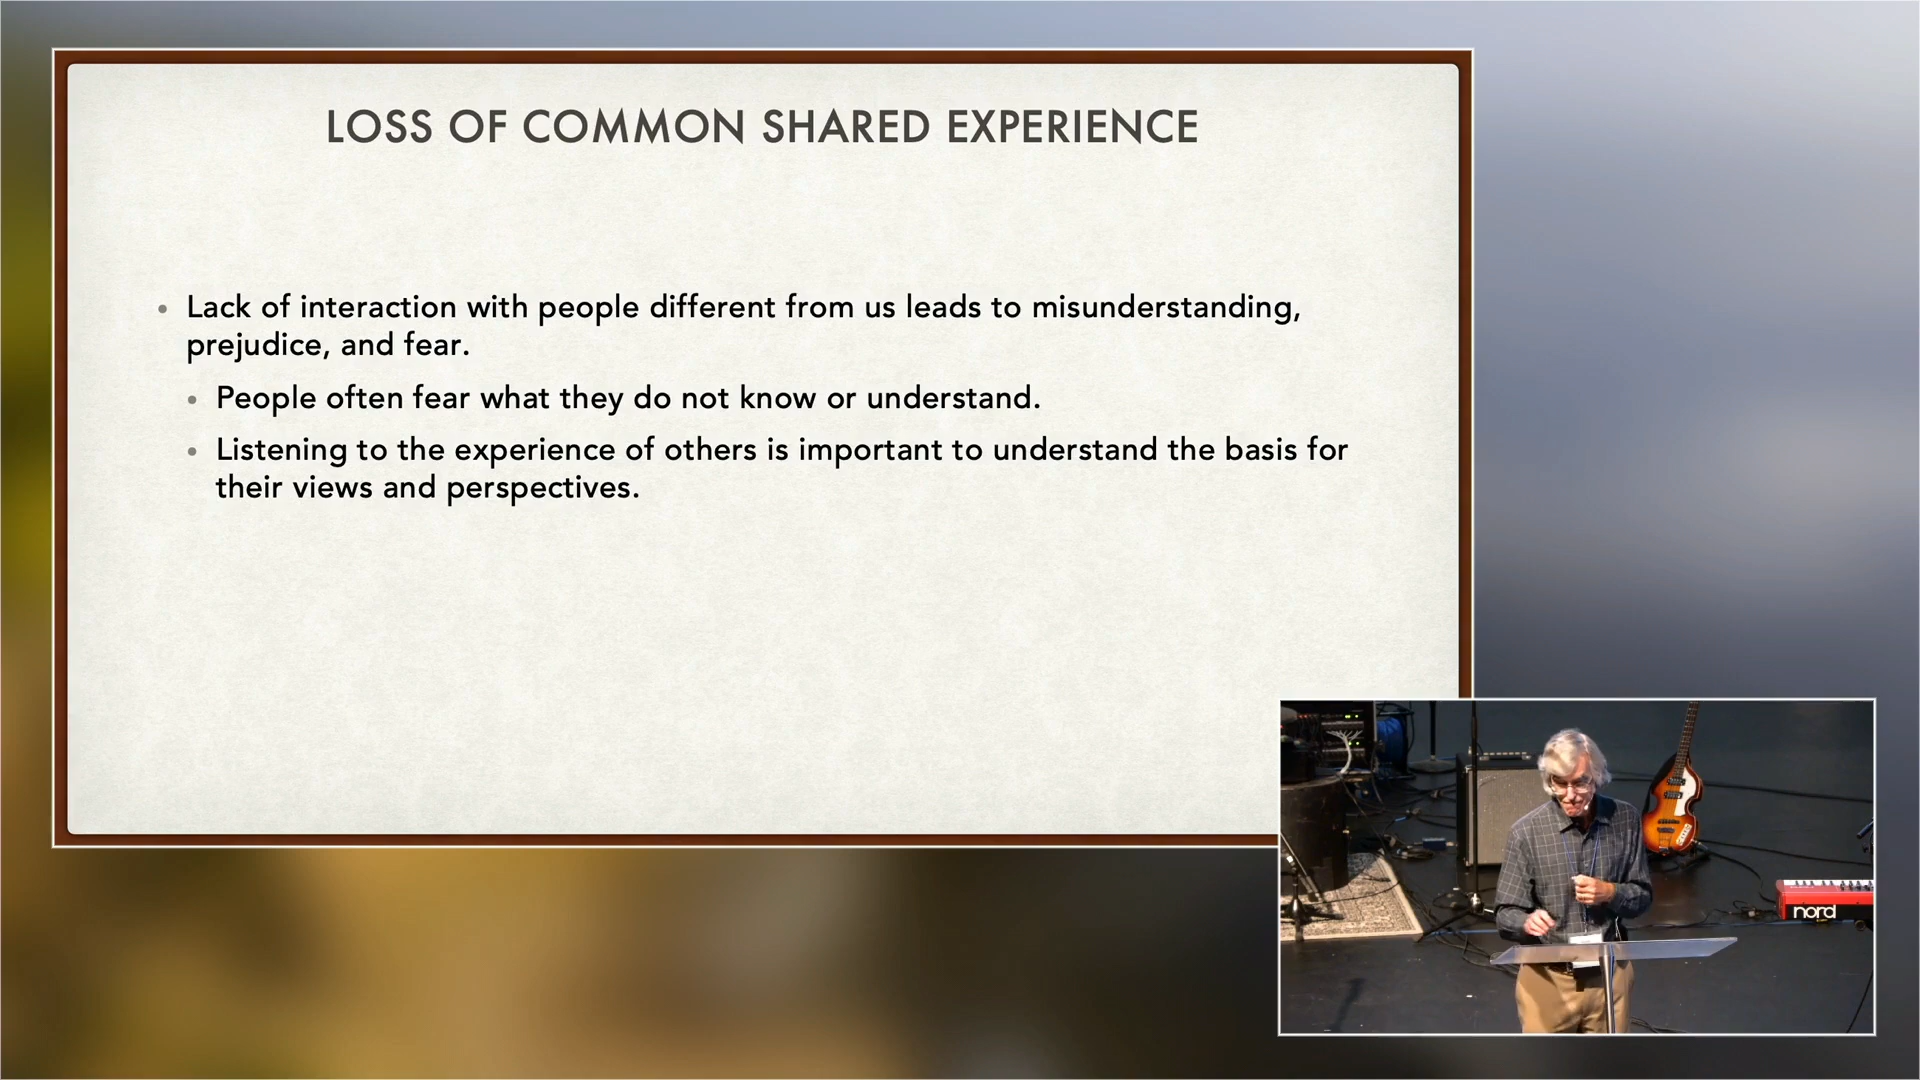 LOSS OF COMMON SHARED EXPERIENCE
• Lack of interaction with people different from us leads to misunderstanding,
prejudice, and fear.
• People often fear what they do not know or understand.
• Listening to the experience of others is important to understand the basis for
their views and perspectives.
nord